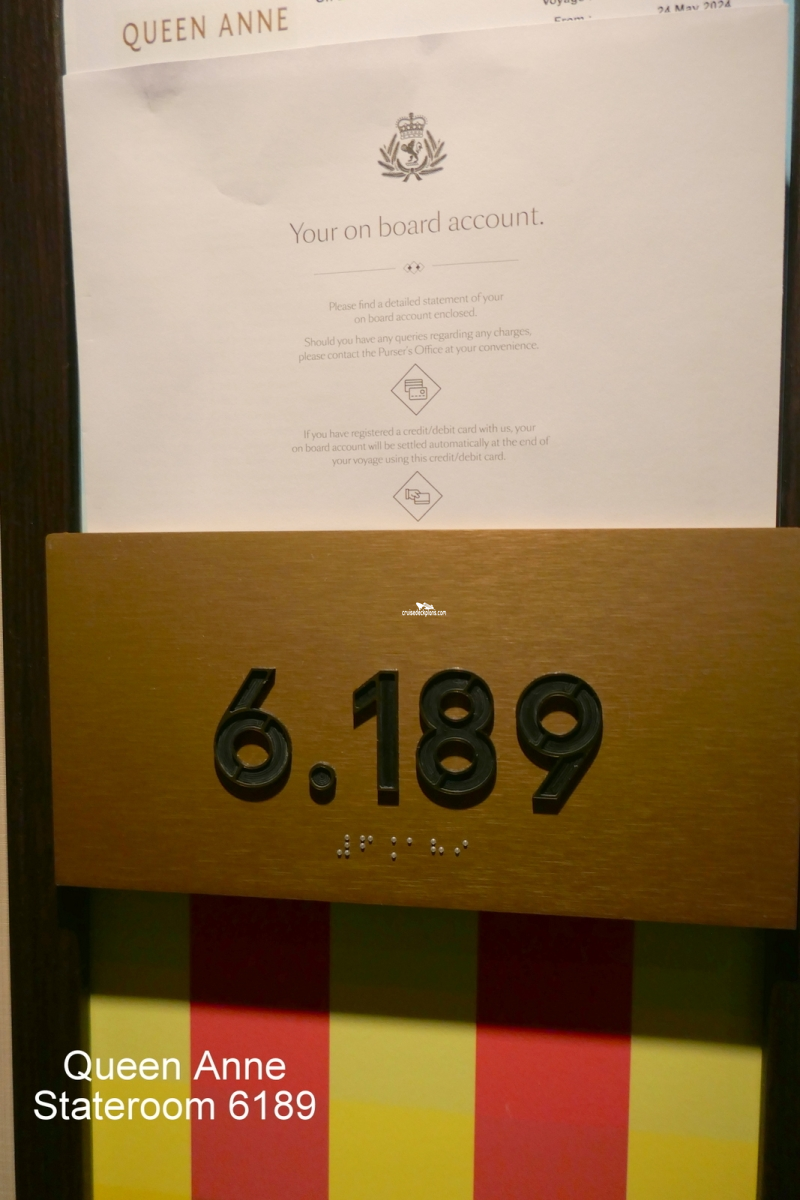 QUEEN ANNE
24 May 2024
Your on board account.
Please find a detailed statement of your
on board account enclosed.
Should you have any queries regarding any charges,
please contact the Purser's Office at your convenience.
If you have registered a credit/debit card with us, your
on board account will be settled automatically at the end of
your voyage using this credit/debit card.
cruisedeckplans.com
6.189
Queen Anne
Stateroom 6189